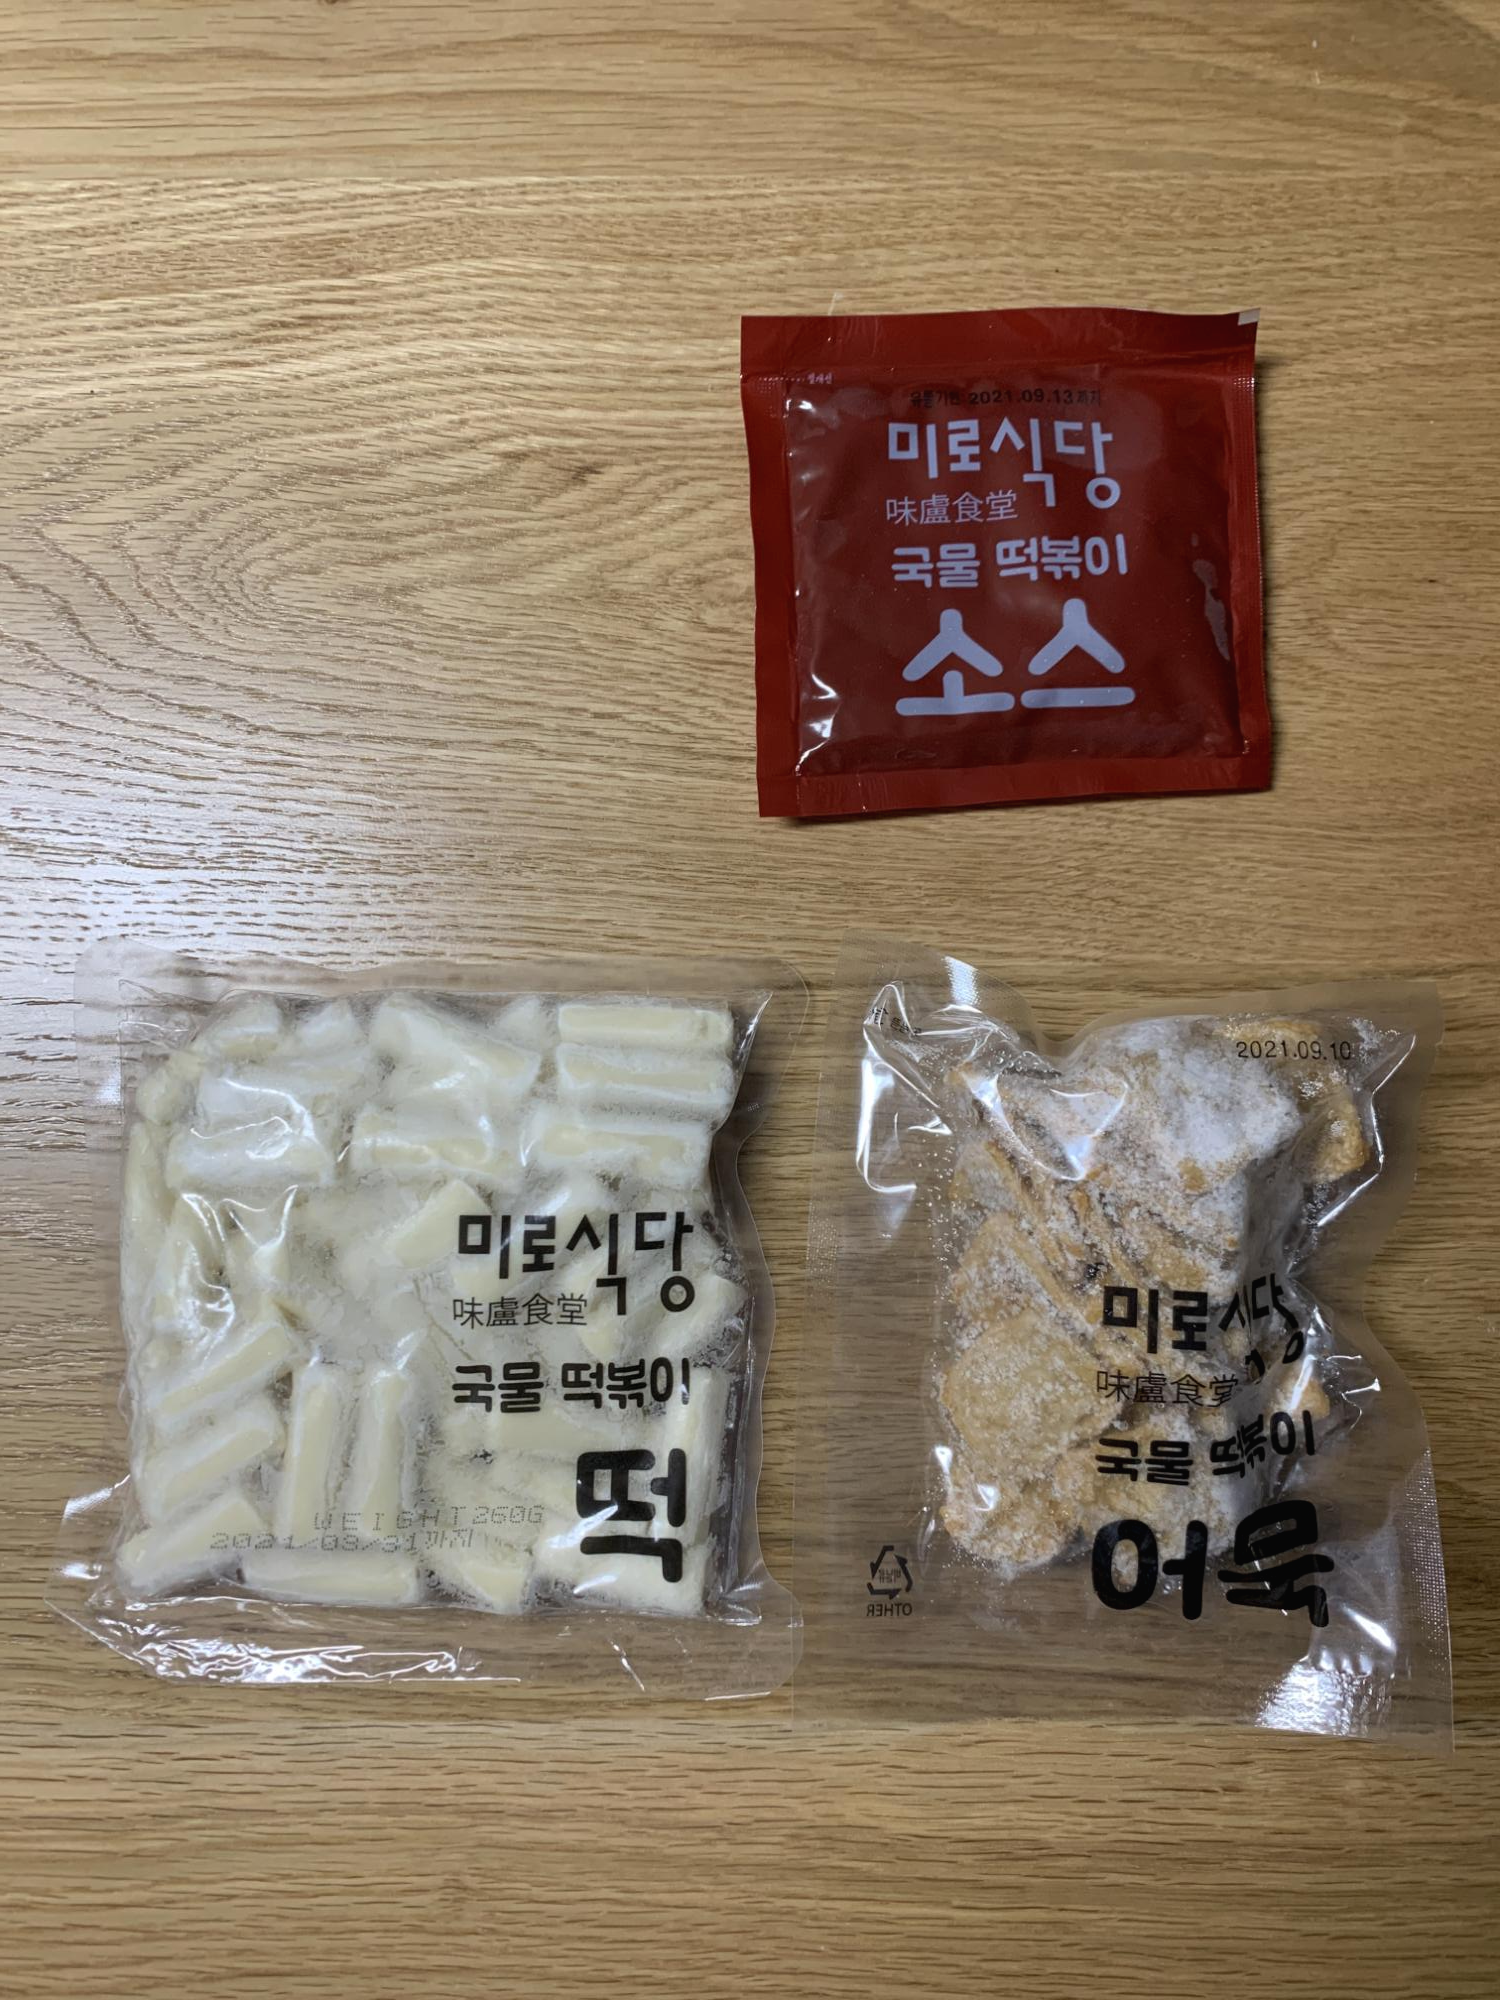 유통기한 2021.09.13까지
미로식당
味盧食堂
국물 떡볶이
소스
미로식당
味盧食堂
국물 떡볶이
떡
WEIGHT 260G
2021/08/31까지
2021.09.10
미로식당
味盧食堂
국물 떡볶이
어묵
OTHER